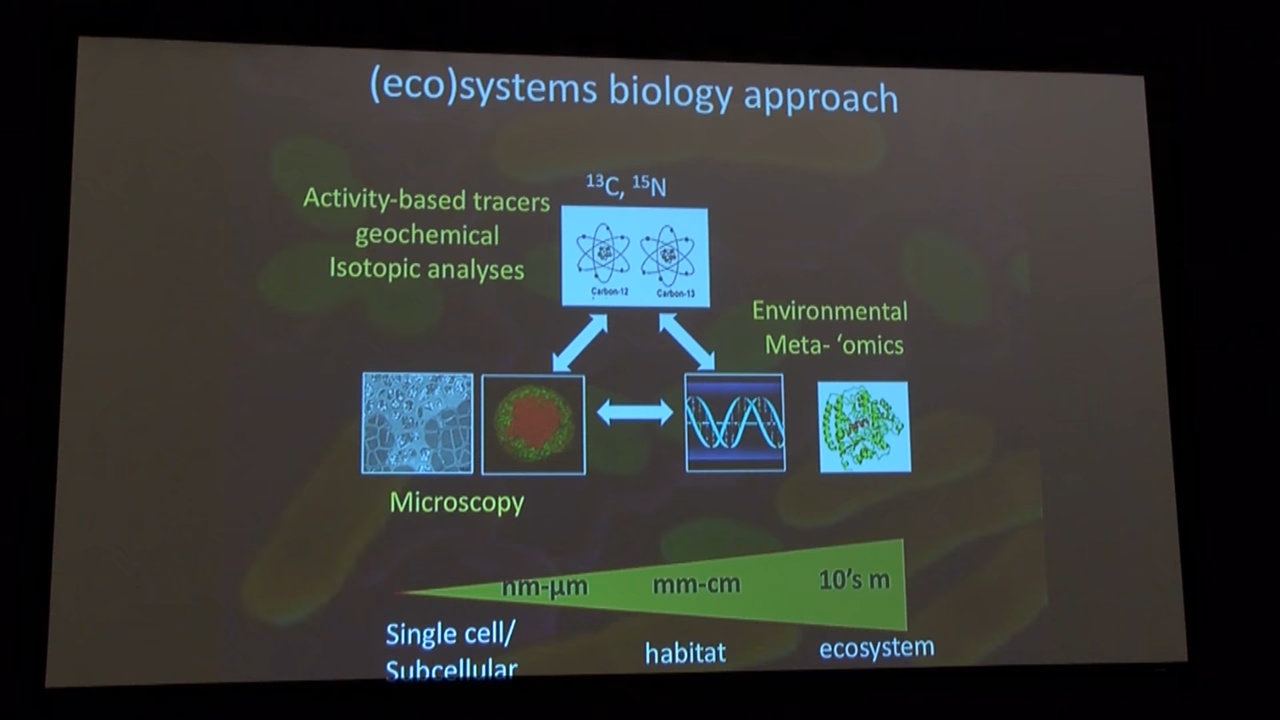 (eco)systems biology approach
¹³C, ¹⁵N
Activity-based tracers
geochemical
Isotopic analyses
Carbon-12
Carbon-13
Environmental
Meta- ‘omics
Microscopy
nm-µm
mm-cm
10’s m
Single cell/
Subcellular
habitat
ecosystem